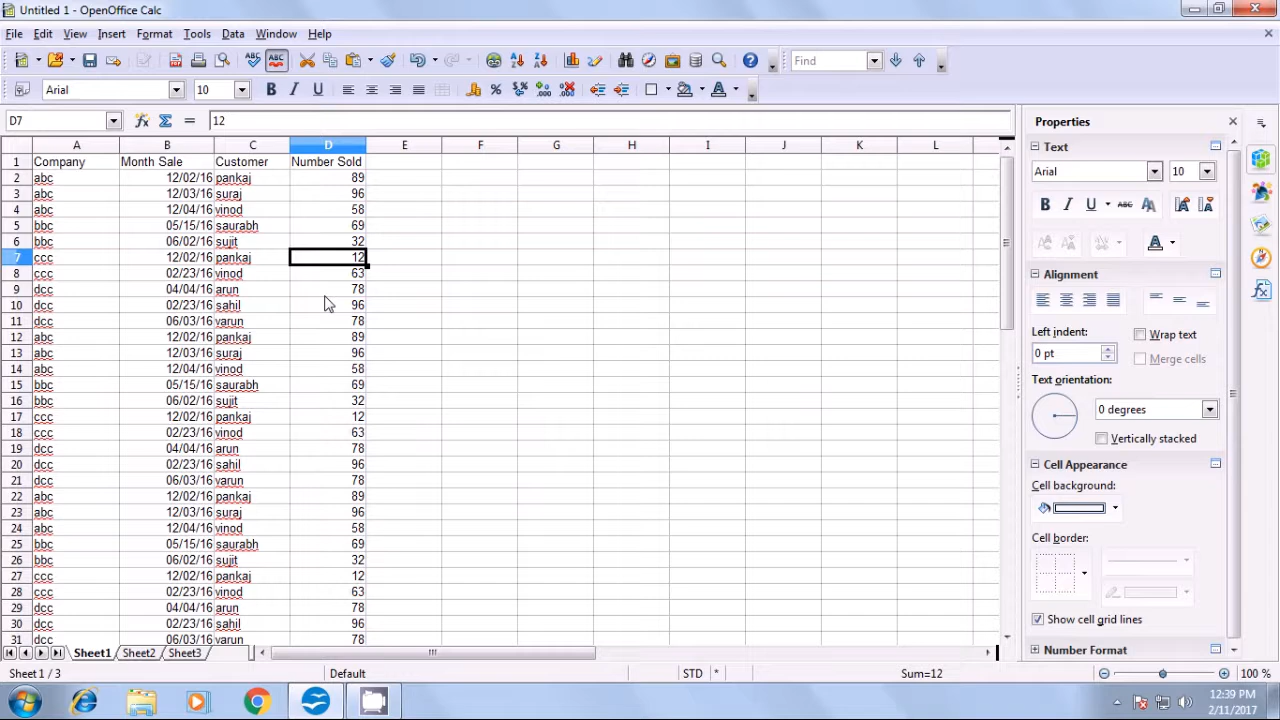 Untitled 1 - OpenOffice Calc
File Edit View Insert Format Tools Data Window Help
Find
Arial 10
D7 12
A B C D E F G H I J K L
1 Company Month Sale Customer Number Sold
2 abc 12/02/16 pankaj 89
3 abc 12/03/16 suraj 96
4 abc 12/04/16 vinod 58
5 bbc 05/15/16 saurabh 69
6 bbc 06/02/16 sujit 32
7 ccc 12/02/16 pankaj 12
8 ccc 02/23/16 vinod 63
9 dcc 04/04/16 arun 78
10 dcc 02/23/16 sahil 96
11 dcc 06/03/16 varun 78
12 abc 12/02/16 pankaj 89
13 abc 12/03/16 suraj 96
14 abc 12/04/16 vinod 58
15 bbc 05/15/16 saurabh 69
16 bbc 06/02/16 sujit 32
17 ccc 12/02/16 pankaj 12
18 ccc 02/23/16 vinod 63
19 dcc 04/04/16 arun 78
20 dcc 02/23/16 sahil 96
21 dcc 06/03/16 varun 78
22 abc 12/02/16 pankaj 89
23 abc 12/03/16 suraj 96
24 abc 12/04/16 vinod 58
25 bbc 05/15/16 saurabh 69
26 bbc 06/02/16 sujit 32
27 ccc 12/02/16 pankaj 12
28 ccc 02/23/16 vinod 63
29 dcc 04/04/16 arun 78
30 dcc 02/23/16 sahil 96
31 dcc 06/03/16 varun 78
Properties
Text
Arial 10
Alignment
Left indent: Wrap text
0 pt Merge cells
Text orientation:
0 degrees
Vertically stacked
Cell Appearance
Cell background:
Cell border:
Show cell grid lines
Number Format
Sheet1 Sheet2 Sheet3
Sheet 1 / 3 Default STD * Sum=12 100 %
12:39 PM
2/11/2017